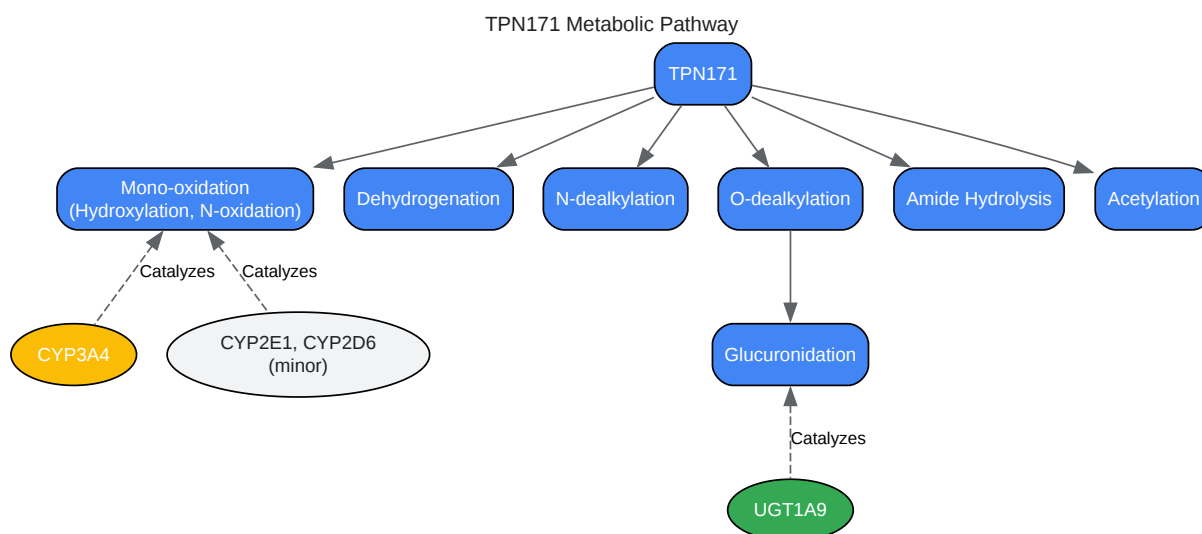 TPN171 Metabolic Pathway
TPN171
Mono-oxidation
(Hydroxylation, N-oxidation)
Dehydrogenation
N-dealkylation
O-dealkylation
Amide Hydrolysis
Acetylation
Catalyzes
Catalyzes
CYP3A4
CYP2E1, CYP2D6
(minor)
Glucuronidation
Catalyzes
UGT1A9